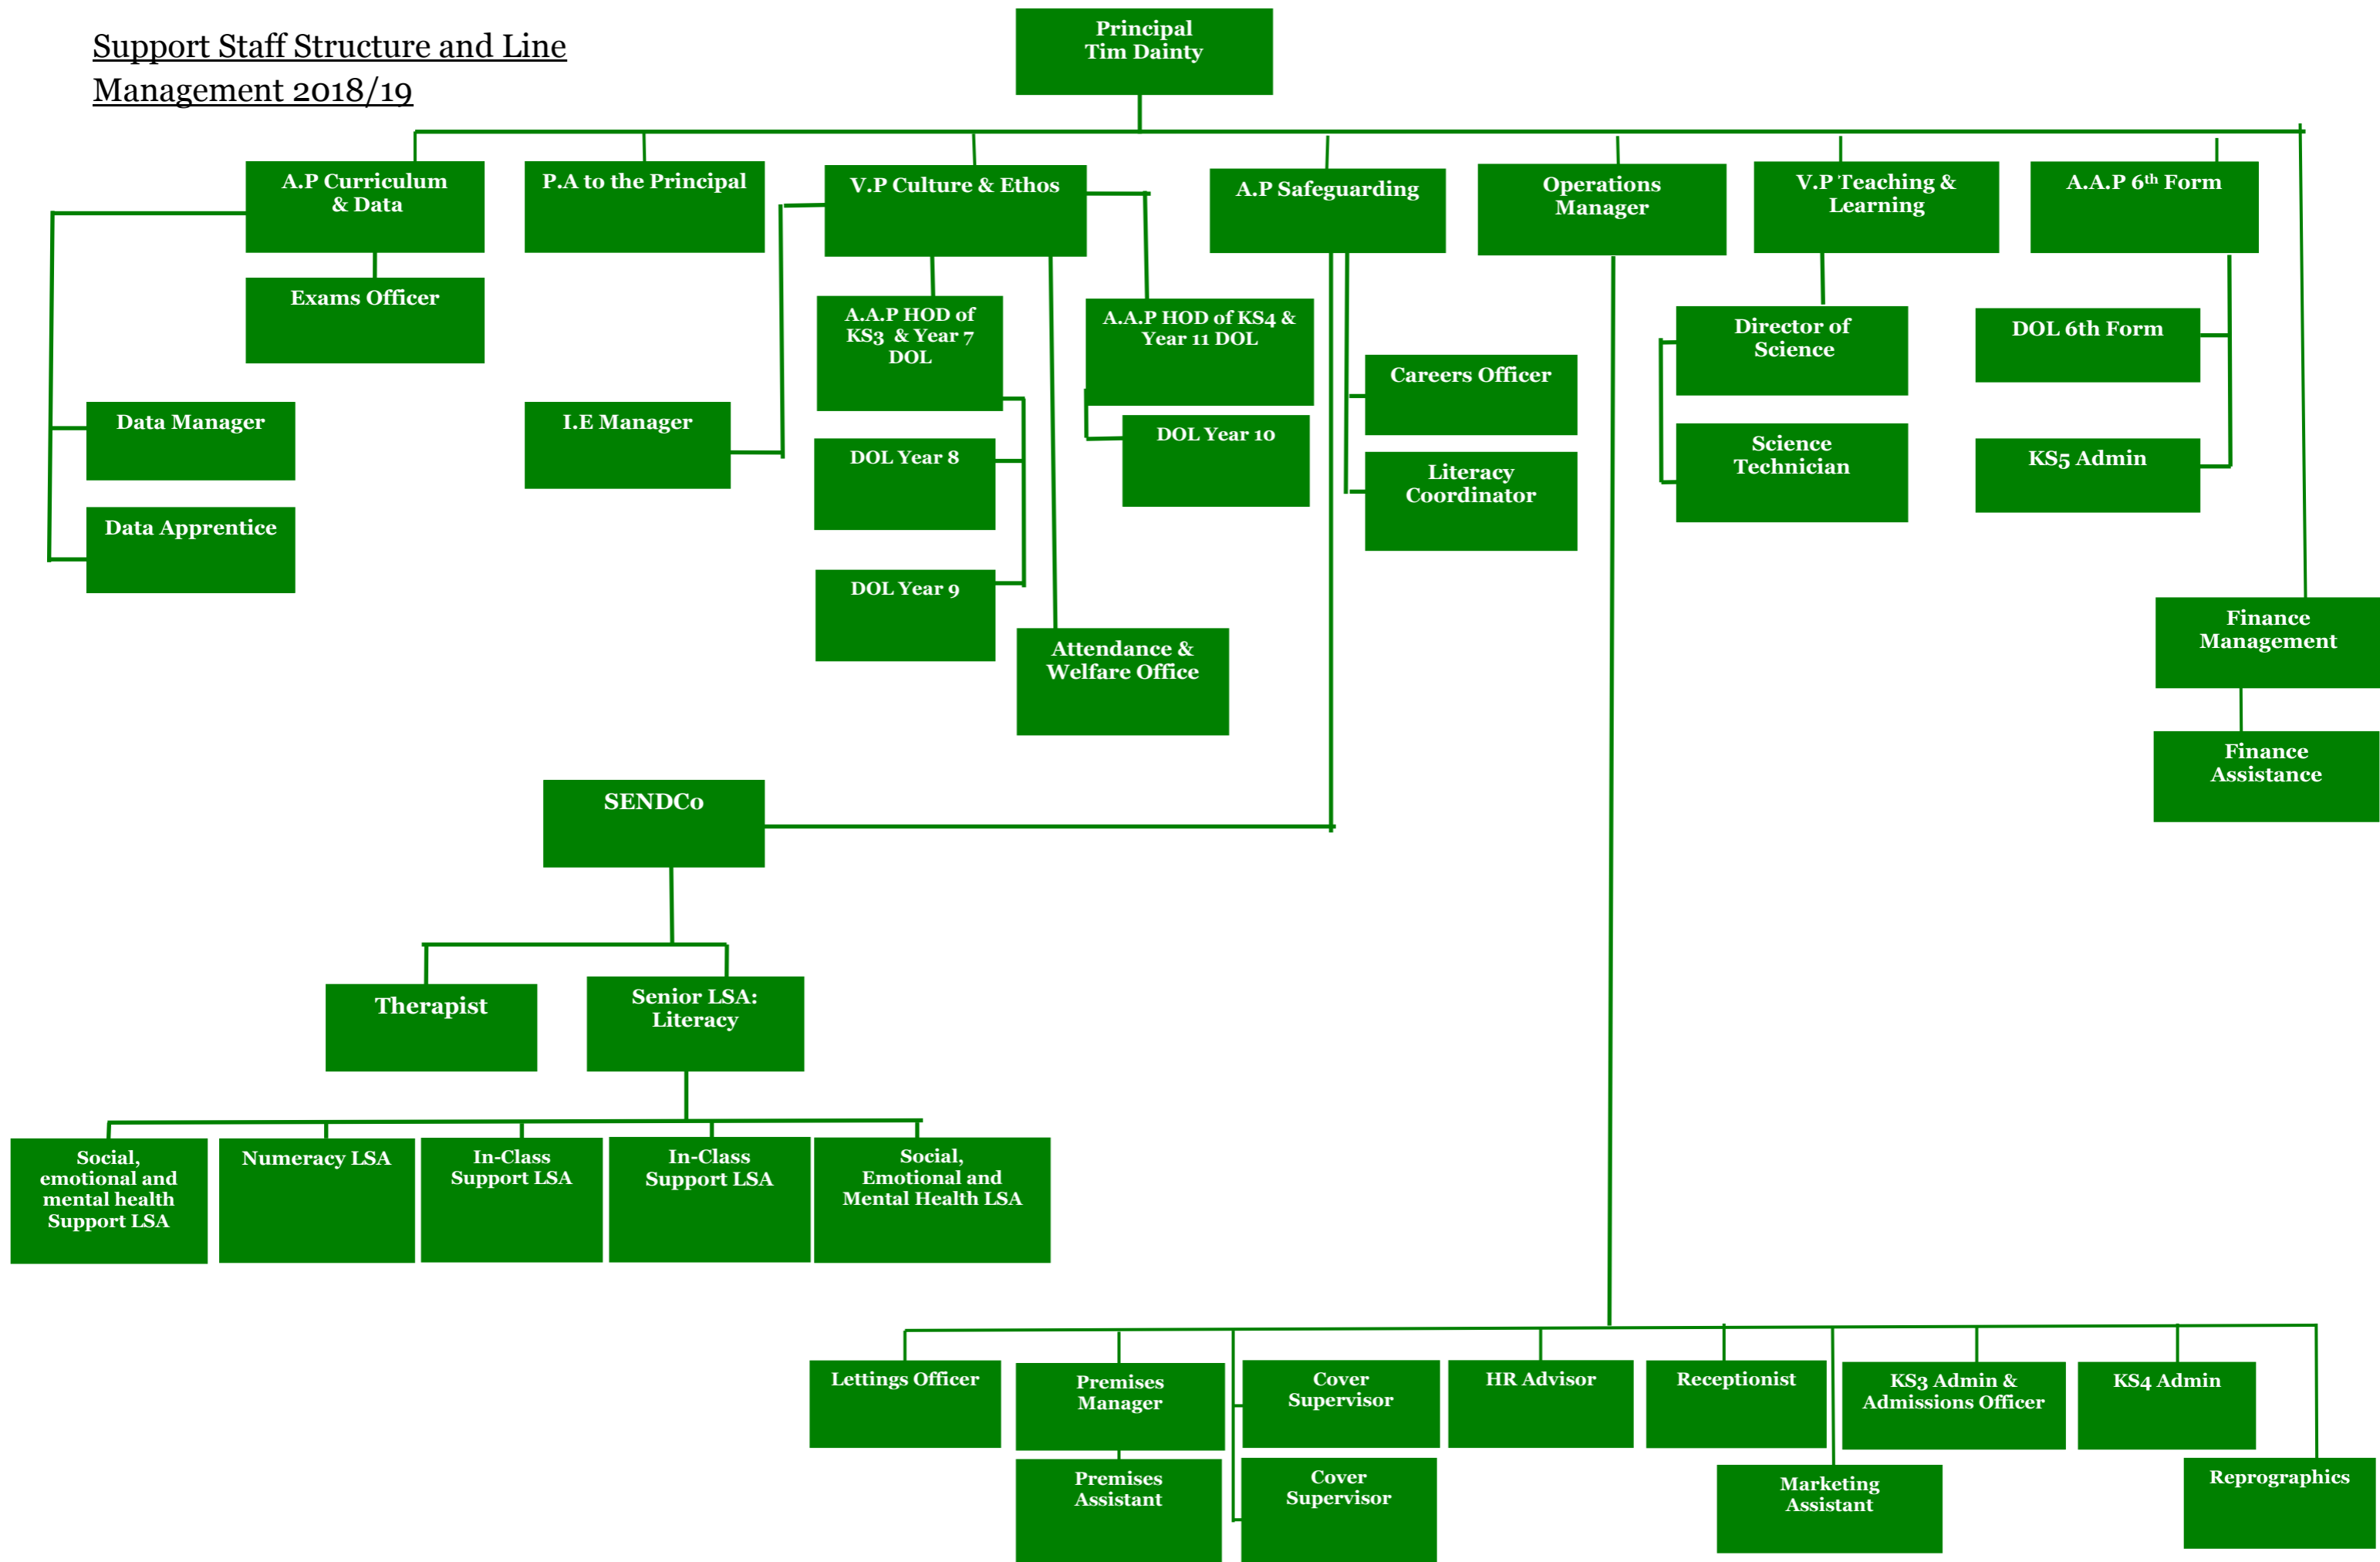 Support Staff Structure and Line
Management 2018/19
Principal
Tim Dainty
A.P Curriculum
& Data
P.A to the Principal
V.P Culture & Ethos
A.P Safeguarding
Operations
Manager
V.P Teaching &
Learning
A.A.P 6th Form
Exams Officer
A.A.P HOD of
KS3 & Year 7
DOL
A.A.P HOD of KS4 &
Year 11 DOL
Director of
Science
DOL 6th Form
Careers Officer
Data Manager
I.E Manager
DOL Year 8
DOL Year 10
Literacy
Coordinator
Science
Technician
KS5 Admin
Data Apprentice
DOL Year 9
Attendance &
Welfare Office
Finance
Management
Finance
Assistance
SENDCo
Therapist
Senior LSA:
Literacy
Social,
emotional and
mental health
Support LSA
Numeracy LSA
In-Class
Support LSA
In-Class
Support LSA
Social,
Emotional and
Mental Health LSA
Lettings Officer
Premises
Manager
Cover
Supervisor
HR Advisor
Receptionist
KS3 Admin &
Admissions Officer
KS4 Admin
Premises
Assistant
Cover
Supervisor
Marketing
Assistant
Reprographics